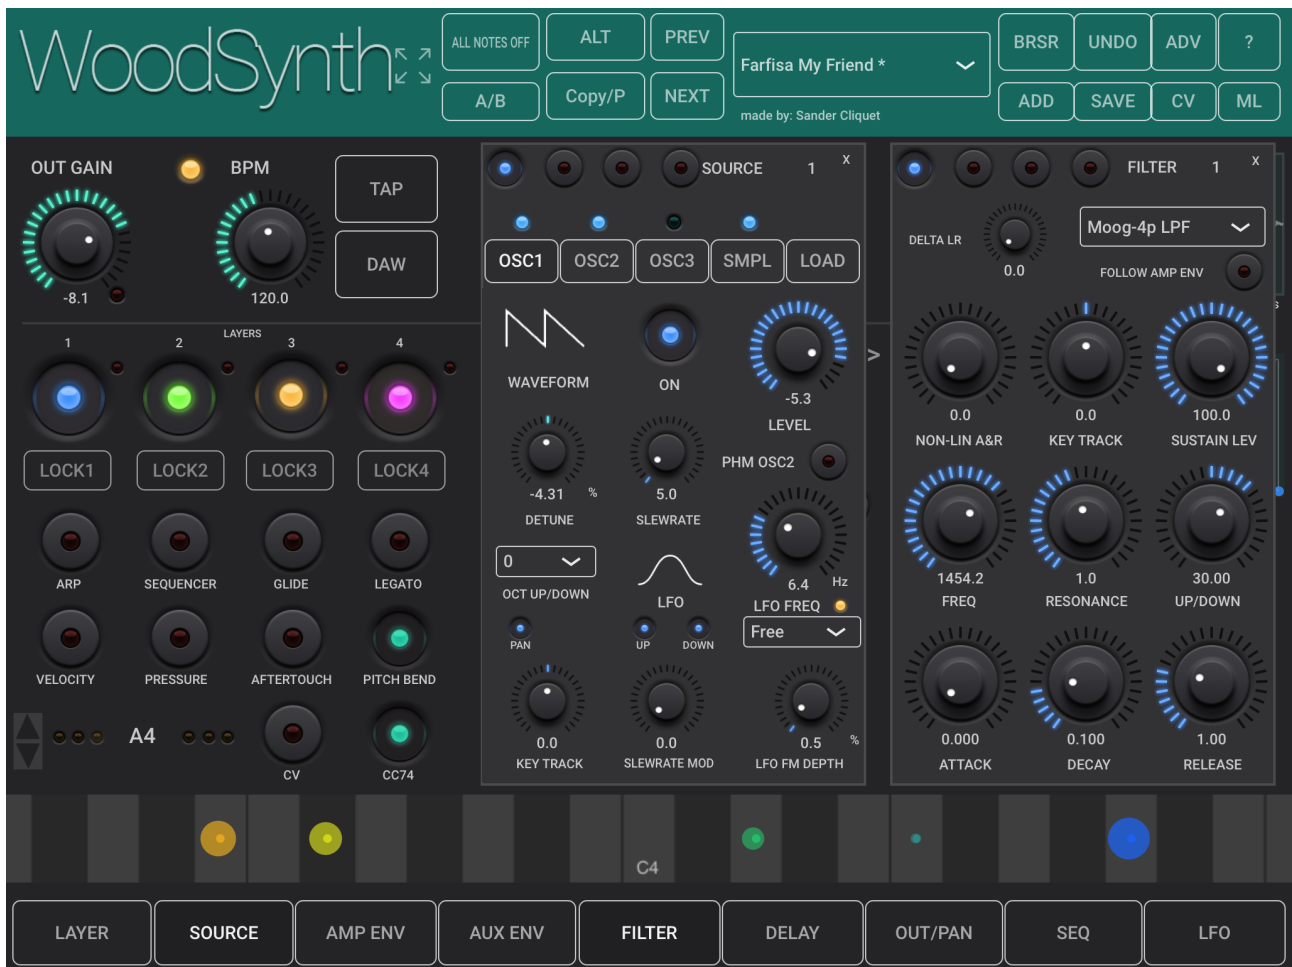 WoodSynth
ALL NOTES OFF
ALT
PREV
A/B
Copy/P
NEXT
Farfisa My Friend *
made by: Sander Cliquet
BRSR
UNDO
ADV
?
ADD
SAVE
CV
ML
OUT GAIN
BPM
TAP
DAW
-8.1
120.0
LAYERS
1
2
3
4
LOCK1
LOCK2
LOCK3
LOCK4
ARP
SEQUENCER
GLIDE
LEGATO
VELOCITY
PRESSURE
AFTERTOUCH
PITCH BEND
A4
CV
CC74
SOURCE 1 x
OSC1
OSC2
OSC3
SMPL
LOAD
WAVEFORM
ON
-5.3
LEVEL
-4.31 %
DETUNE
5.0
SLEWRATE
PHM OSC2
0
OCT UP/DOWN
LFO
6.4 Hz
LFO FREQ
Free
PAN
UP
DOWN
0.0
KEY TRACK
0.0
SLEWRATE MOD
0.5 %
LFO FM DEPTH
>
FILTER 1 x
DELTA LR
0.0
Moog-4p LPF
FOLLOW AMP ENV
s
0.0
NON-LIN A&R
0.0
KEY TRACK
100.0
SUSTAIN LEV
1454.2
FREQ
1.0
RESONANCE
30.00
UP/DOWN
0.000
ATTACK
0.100
DECAY
1.00
RELEASE
C4
LAYER
SOURCE
AMP ENV
AUX ENV
FILTER
DELAY
OUT/PAN
SEQ
LFO